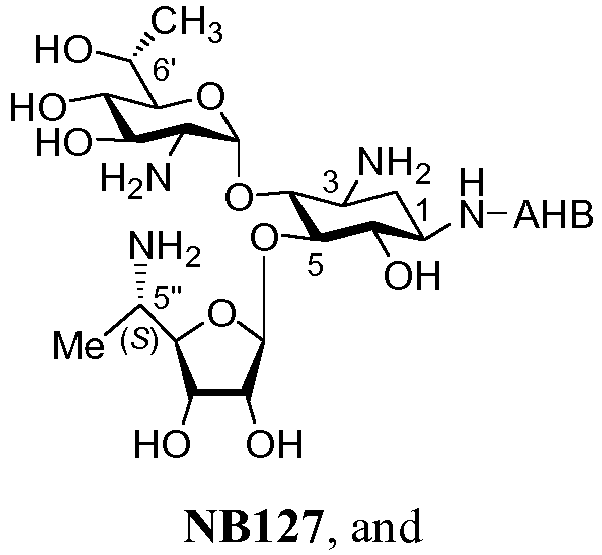 HO CH₃
6'
HO O
HO
H₂N NH₂ H
O 3 1 N–AHB
NH₂ O 5 OH
5"
Me (S) O
HO OH
NB127, and